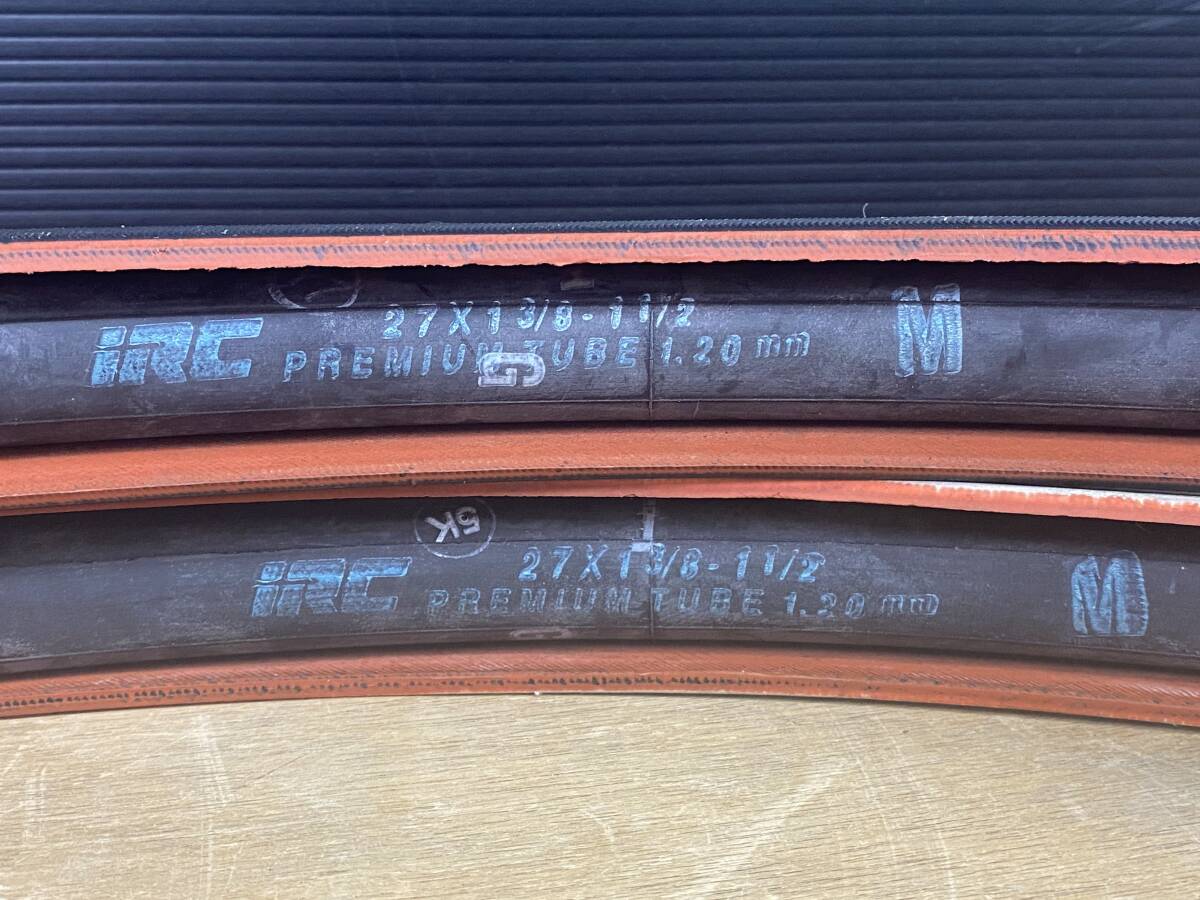 iRC 27X1 3/8-1 1/2 M
PREMIUM TUBE 1.20 mm
G
5K
iRC 27X1 3/8-1 1/2 M
PREMIUM TUBE 1.20 mm